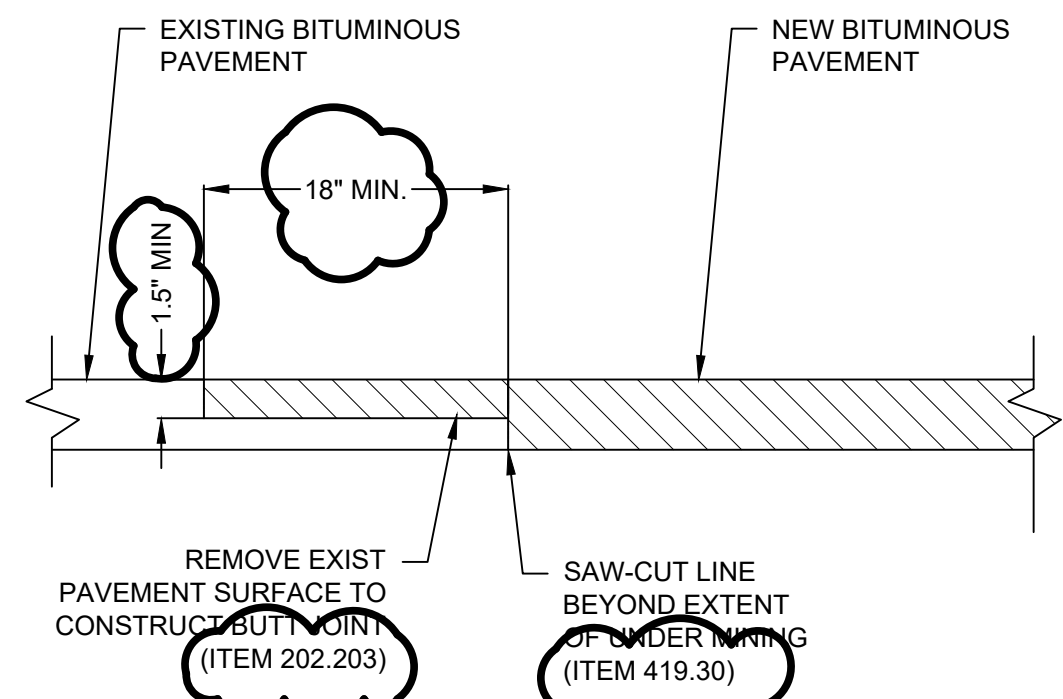 EXISTING BITUMINOUS
PAVEMENT
NEW BITUMINOUS
PAVEMENT
18" MIN.
1.5" MIN
REMOVE EXIST
PAVEMENT SURFACE TO
CONSTRUCT BUTT JOINT
(ITEM 202.203)
SAW-CUT LINE
BEYOND EXTENT
OF UNDER MINING
(ITEM 419.30)